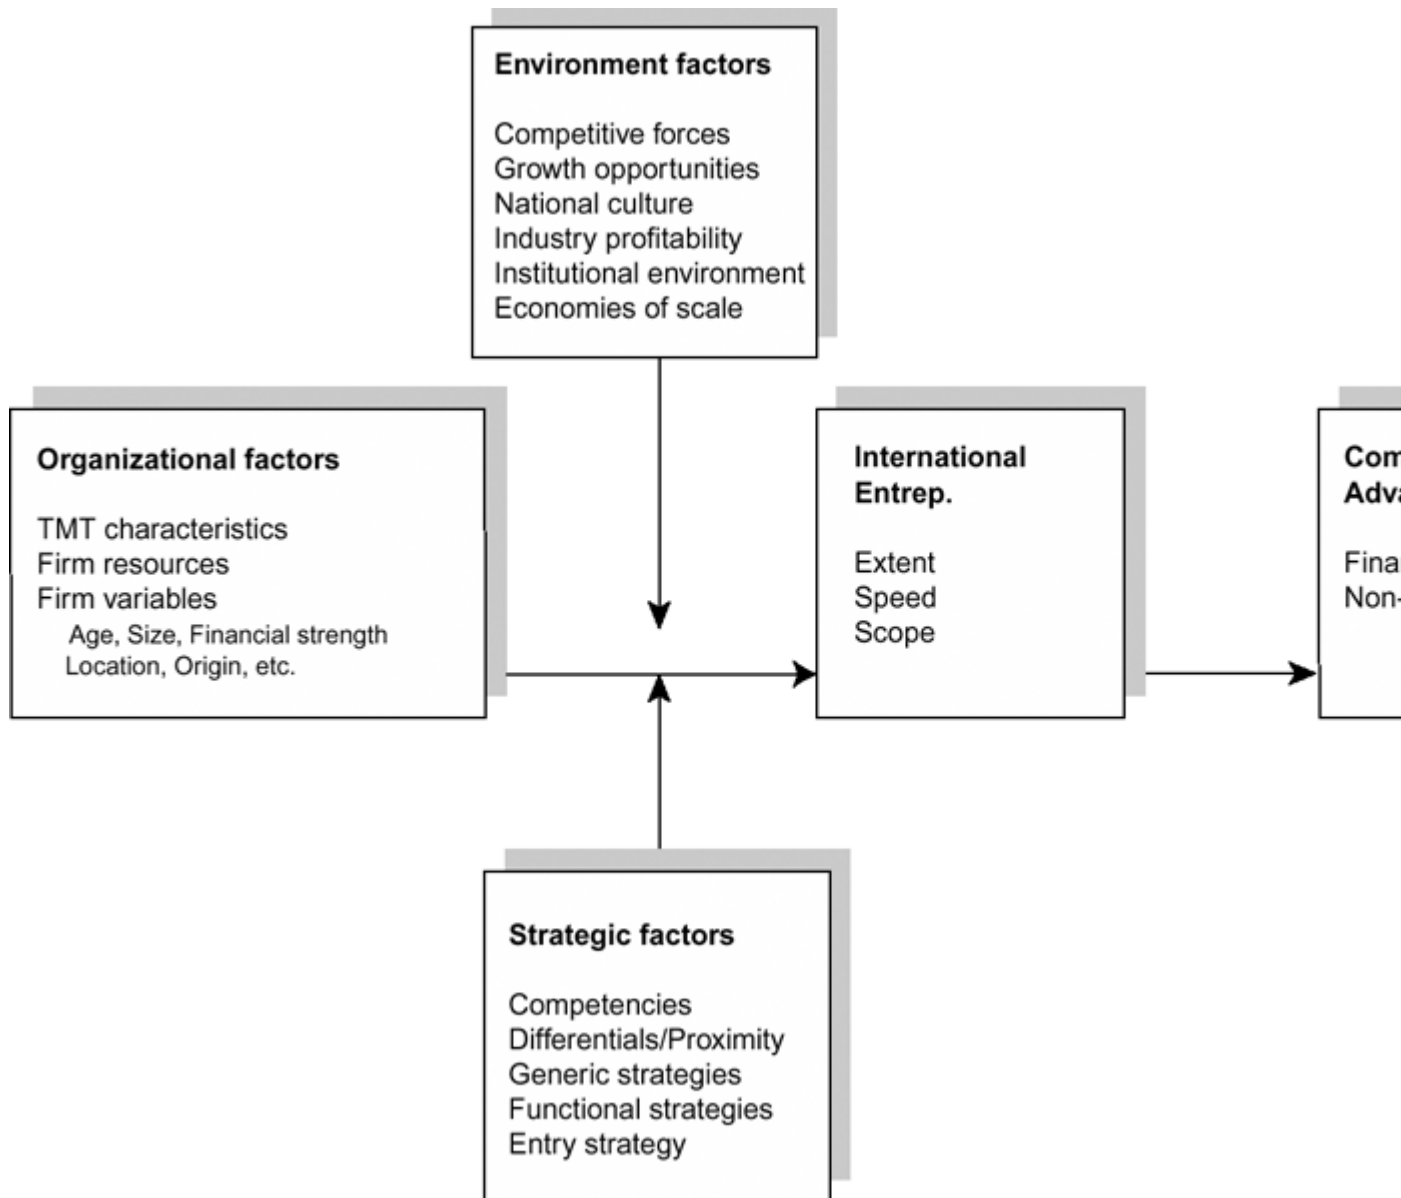 Environment factors
Competitive forces
Growth opportunities
National culture
Industry profitability
Institutional environment
Economies of scale
Organizational factors
TMT characteristics
Firm resources
Firm variables
Age, Size, Financial strength
Location, Origin, etc.
International
Entrep.
Extent
Speed
Scope
Strategic factors
Competencies
Differentials/Proximity
Generic strategies
Functional strategies
Entry strategy